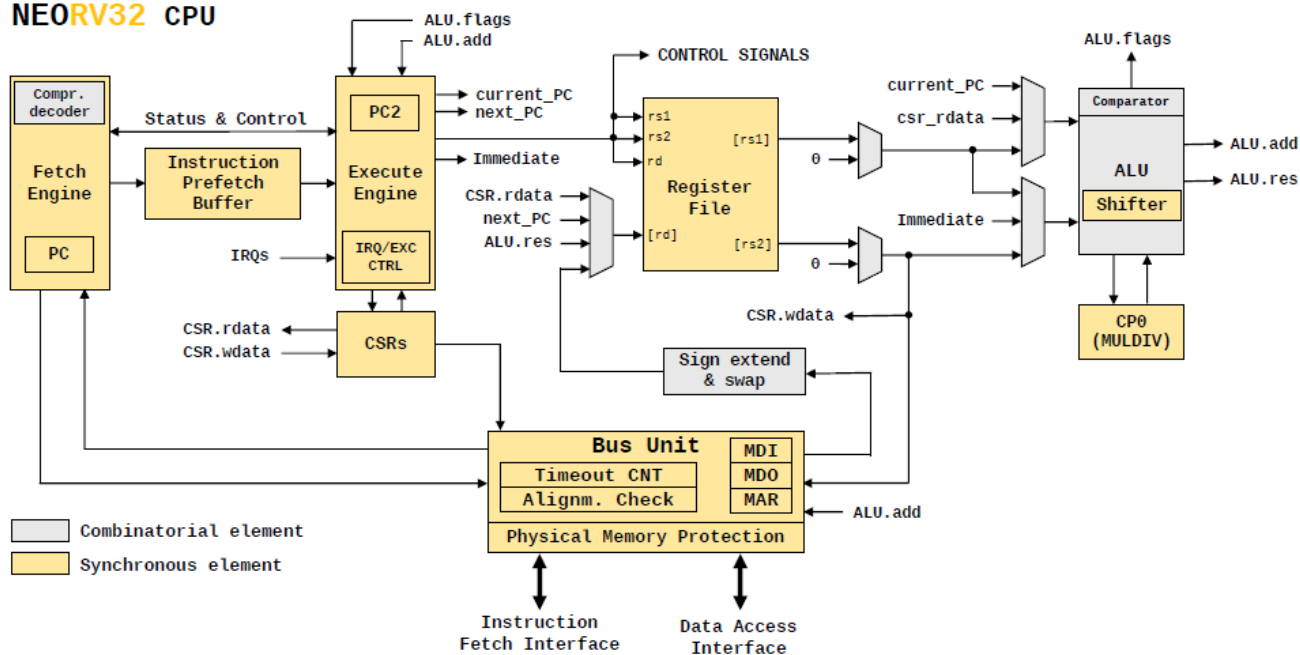 NEORV32 CPU
ALU.flags
ALU.add
CONTROL SIGNALS
ALU.flags
Compr.
decoder
Status & Control
Fetch
Engine
PC
Instruction
Prefetch
Buffer
PC2
Execute
Engine
IRQ/EXC
CTRL
IRQs
current_PC
next_PC
Immediate
CSR.rdata
next_PC
ALU.res
rs1
rs2
rd
[rd]
[rs1]
[rs2]
Register
File
0
0
current_PC
csr_rdata
Immediate
Comparator
ALU
Shifter
ALU.add
ALU.res
CP0
(MULDIV)
CSR.rdata
CSR.wdata
CSRs
CSR.wdata
Sign extend
& swap
Bus Unit
Timeout CNT
Alignm. Check
MDI
MDO
MAR
ALU.add
Physical Memory Protection
Combinatorial element
Synchronous element
Instruction
Fetch Interface
Data Access
Interface